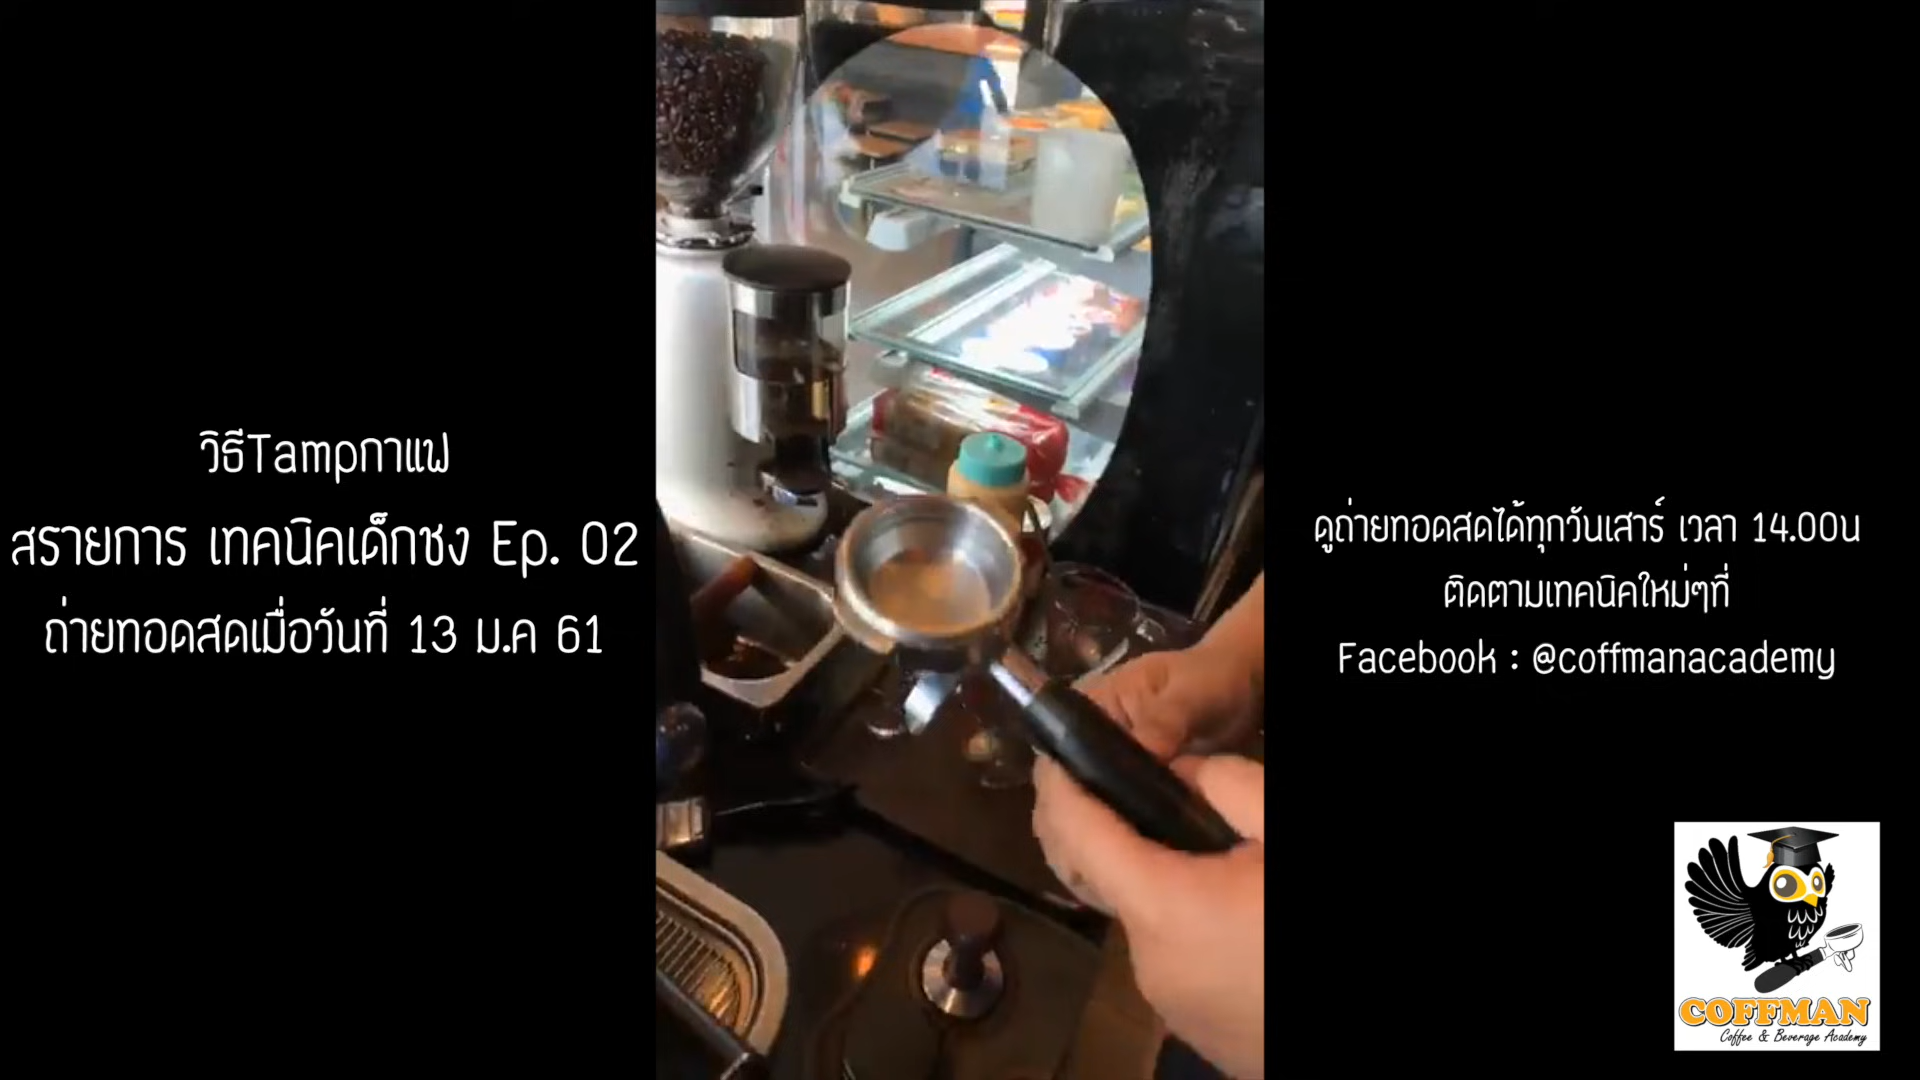 วิธีTampกาแฟ
สรายการ เทคนิคเด็กชง Ep. 02
ถ่ายทอดสดเมื่อวันที่ 13 ม.ค 61
ดูถ่ายทอดสดได้ทุกวันเสาร์ เวลา 14.00น
ติดตามเทคนิคใหม่ๆที่
Facebook : @coffmanacademy
COFFMAN
Coffee & Beverage Academy